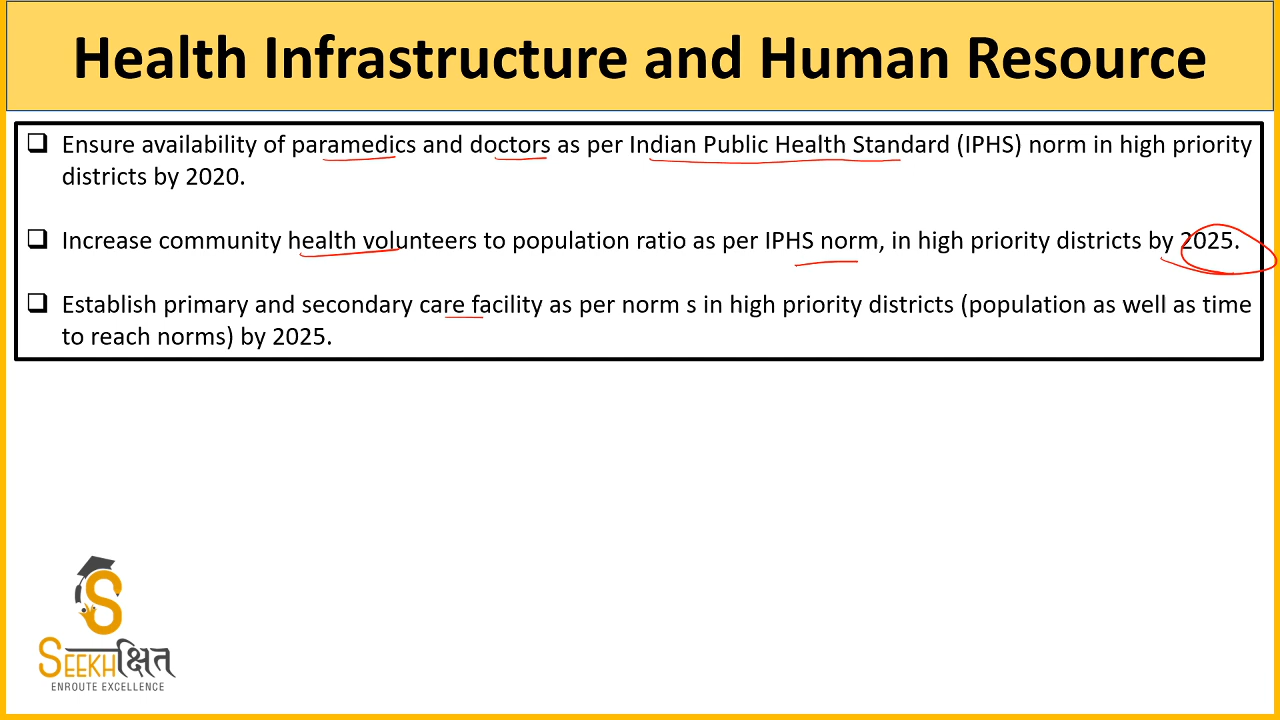 Health Infrastructure and Human Resource
Ensure availability of paramedics and doctors as per Indian Public Health Standard (IPHS) norm in high priority
districts by 2020.
Increase community health volunteers to population ratio as per IPHS norm, in high priority districts by 2025.
Establish primary and secondary care facility as per norm s in high priority districts (population as well as time
to reach norms) by 2025.
S
SEEKHक्षित
ENROUTE EXCELLENCE